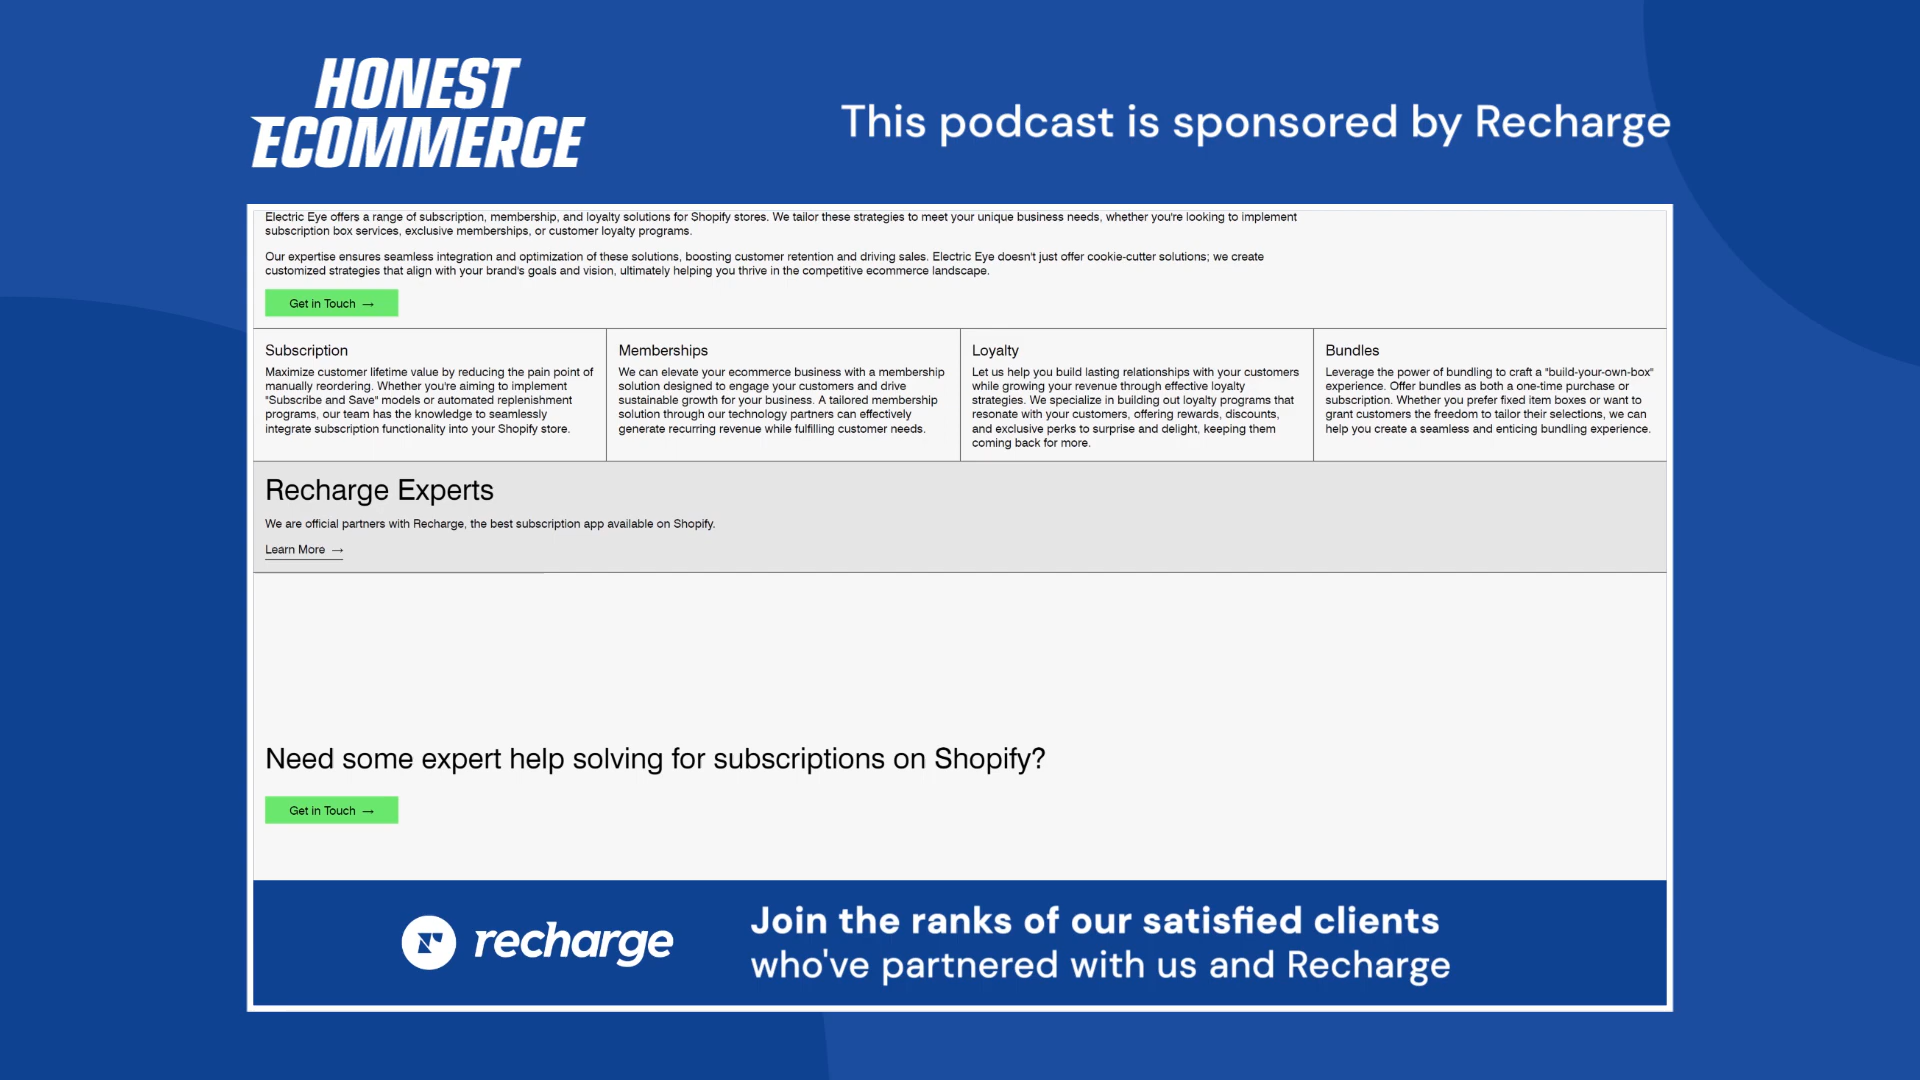 HONEST
ECOMMERCE
This podcast is sponsored by Recharge
Electric Eye offers a range of subscription, membership, and loyalty solutions for Shopify stores. We tailor these strategies to meet your unique business needs, whether you're looking to implement
subscription box services, exclusive memberships, or customer loyalty programs.
Our expertise ensures seamless integration and optimization of these solutions, boosting customer retention and driving sales. Electric Eye doesn't just offer cookie-cutter solutions; we create
customized strategies that align with your brand's goals and vision, ultimately helping you thrive in the competitive ecommerce landscape.
Get in Touch →
Subscription
Maximize customer lifetime value by reducing the pain point of
manually reordering. Whether you're aiming to implement
"Subscribe and Save" models or automated replenishment
programs, our team has the knowledge to seamlessly
integrate subscription functionality into your Shopify store.
Memberships
We can elevate your ecommerce business with a membership
solution designed to engage your customers and drive
sustainable growth for your business. A tailored membership
solution through our technology partners can effectively
generate recurring revenue while fulfilling customer needs.
Loyalty
Let us help you build lasting relationships with your customers
while growing your revenue through effective loyalty
strategies. We specialize in building out loyalty programs that
resonate with your customers, offering rewards, discounts,
and exclusive perks to surprise and delight, keeping them
coming back for more.
Bundles
Leverage the power of bundling to craft a "build-your-own-box"
experience. Offer bundles as both a one-time purchase or
subscription. Whether you prefer fixed item boxes or want to
grant customers the freedom to tailor their selections, we can
help you create a seamless and enticing bundling experience.
Recharge Experts
We are official partners with Recharge, the best subscription app available on Shopify.
Learn More →
Need some expert help solving for subscriptions on Shopify?
Get in Touch →
recharge
Join the ranks of our satisfied clients
who've partnered with us and Recharge